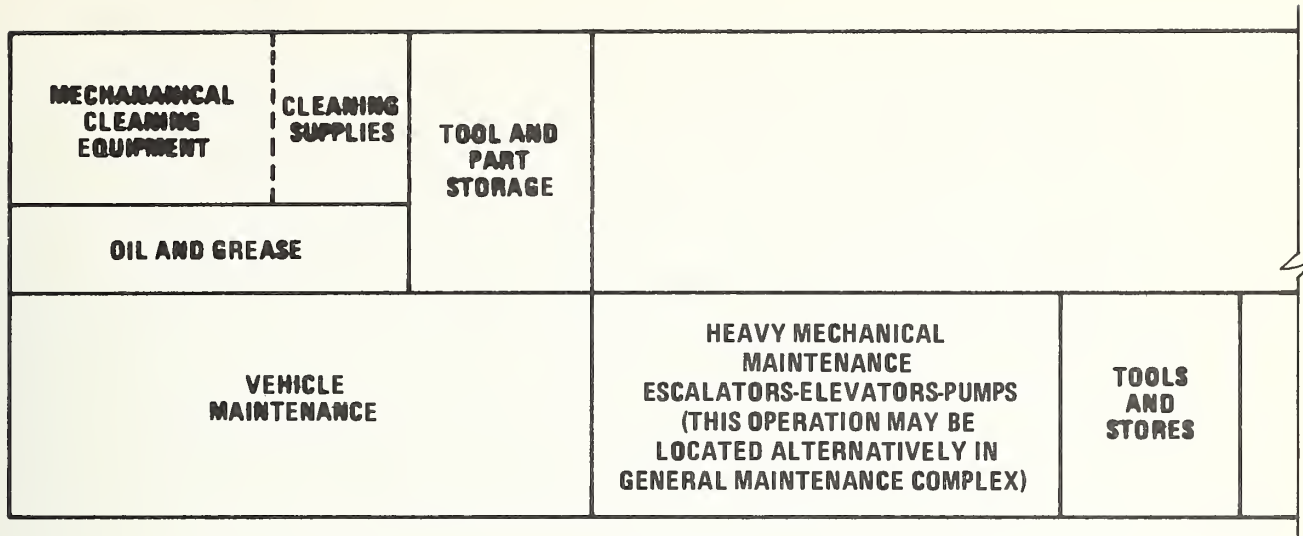 MECHANANICAL
CLEANING
EQUIPMENT
CLEANING
SUPPLIES
TOOL AND
PART
STORAGE
OIL AND GREASE
VEHICLE
MAINTENANCE
HEAVY MECHANICAL
MAINTENANCE
ESCALATORS-ELEVATORS-PUMPS
(THIS OPERATION MAY BE
LOCATED ALTERNATIVELY IN
GENERAL MAINTENANCE COMPLEX)
TOOLS
AND
STORES